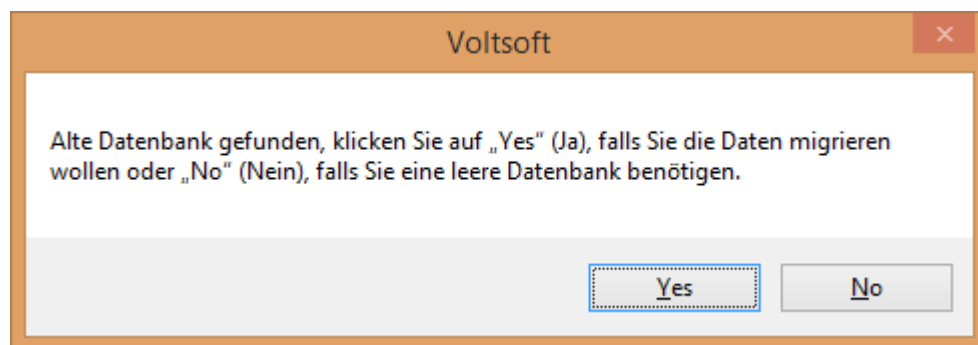 Voltsoft
Alte Datenbank gefunden, klicken Sie auf „Yes“ (Ja), falls Sie die Daten migrieren
wollen oder „No“ (Nein), falls Sie eine leere Datenbank benötigen.
Yes
No